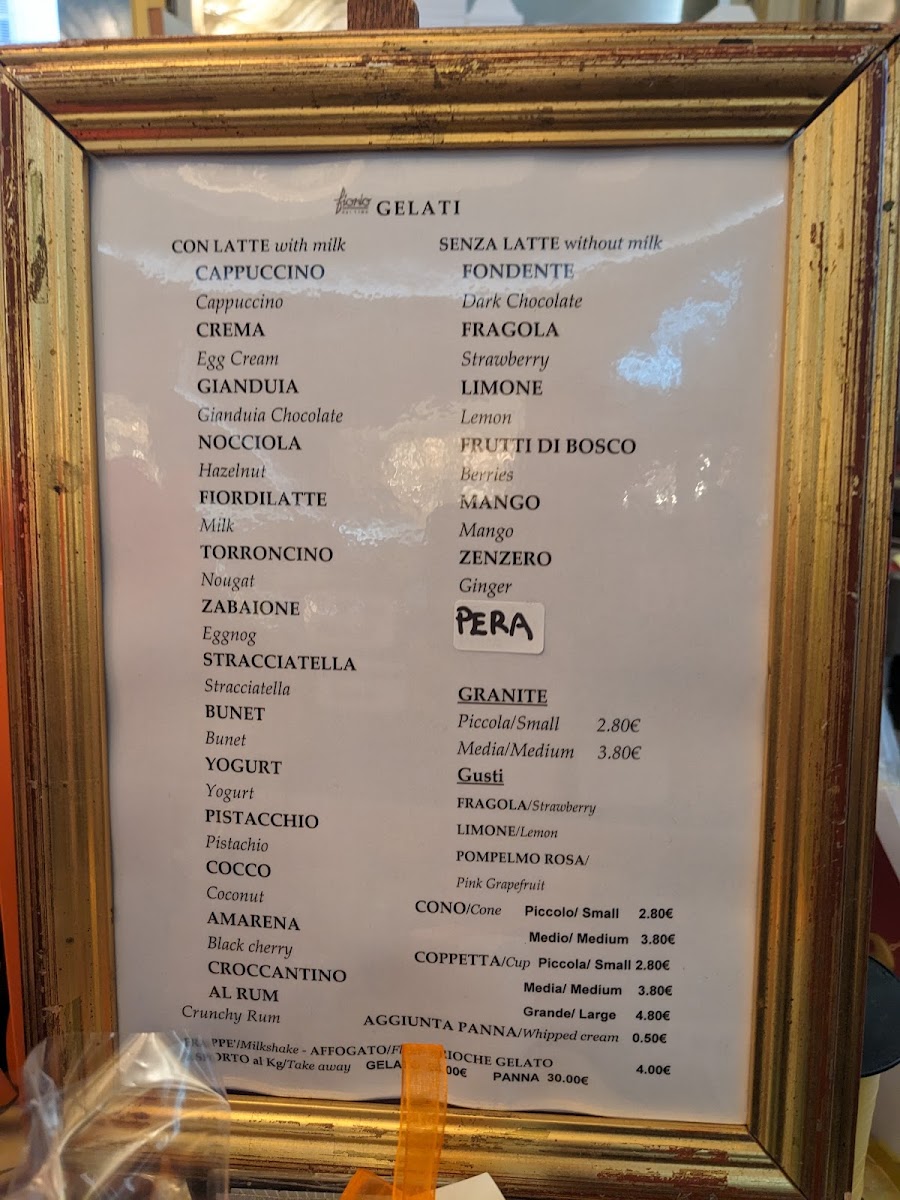 fiorio GELATI
CON LATTE with milk
CAPPUCCINO
Cappuccino
CREMA
Egg Cream
GIANDUIA
Gianduia Chocolate
NOCCIOLA
Hazelnut
FIORDILATTE
Milk
TORRONCINO
Nougat
ZABAIONE
Eggnog
STRACCIATELLA
Stracciatella
BUNET
Bunet
YOGURT
Yogurt
PISTACCHIO
Pistachio
COCCO
Coconut
AMARENA
Black cherry
CROCCANTINO
AL RUM
Crunchy Rum
SENZA LATTE without milk
FONDENTE
Dark Chocolate
FRAGOLA
Strawberry
LIMONE
Lemon
FRUTTI DI BOSCO
Berries
MANGO
Mango
ZENZERO
Ginger
PERA
GRANITE
Piccola/Small 2.80€
Media/Medium 3.80€
Gusti
FRAGOLA/Strawberry
LIMONE/Lemon
POMPELMO ROSA/
Pink Grapefruit
CONO/Cone Piccolo/ Small 2.80€
Medio/ Medium 3.80€
COPPETTA/Cup Piccola/ Small 2.80€
Media/ Medium 3.80€
Grande/ Large 4.80€
AGGIUNTA PANNA/Whipped cream 0.50€
FRAPPE'/Milkshake - AFFOGATO/ GELATO 4.00€
al Kg/Take away PANNA 30.00€